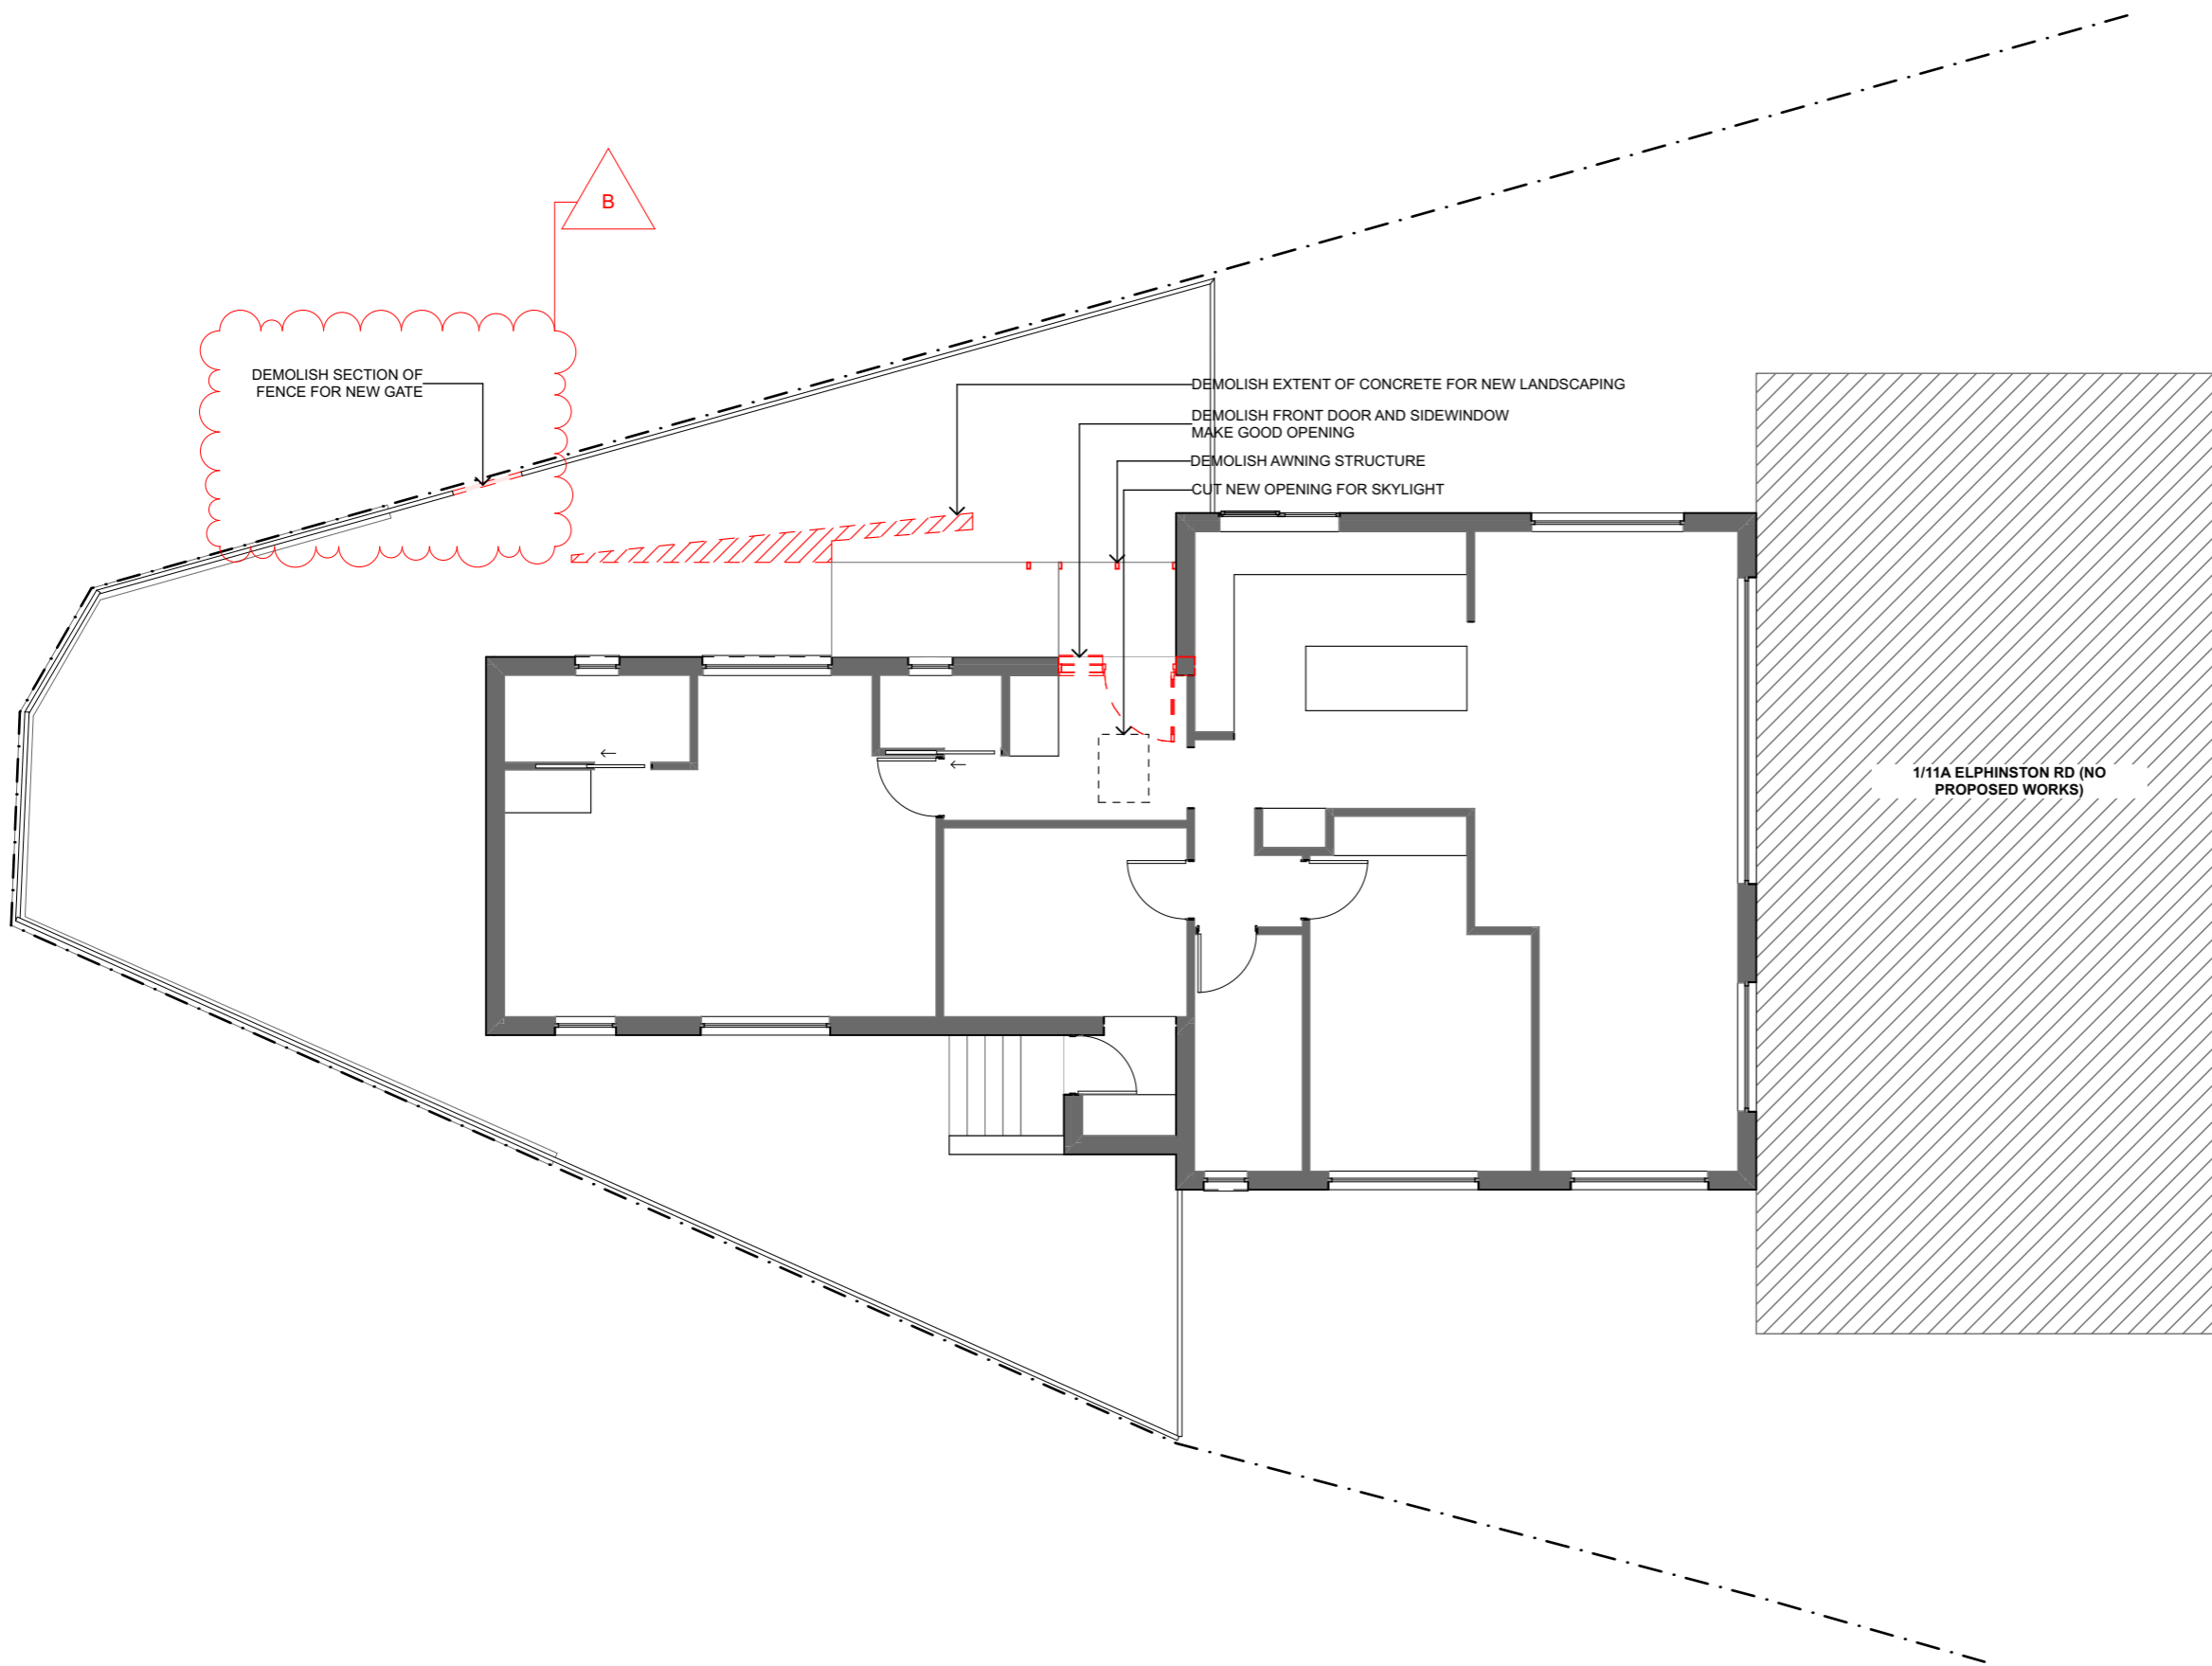 B
DEMOLISH SECTION OF
FENCE FOR NEW GATE
DEMOLISH EXTENT OF CONCRETE FOR NEW LANDSCAPING
DEMOLISH FRONT DOOR AND SIDEWINDOW
MAKE GOOD OPENING
DEMOLISH AWNING STRUCTURE
CUT NEW OPENING FOR SKYLIGHT
1/11A ELPHINSTON RD (NO
PROPOSED WORKS)